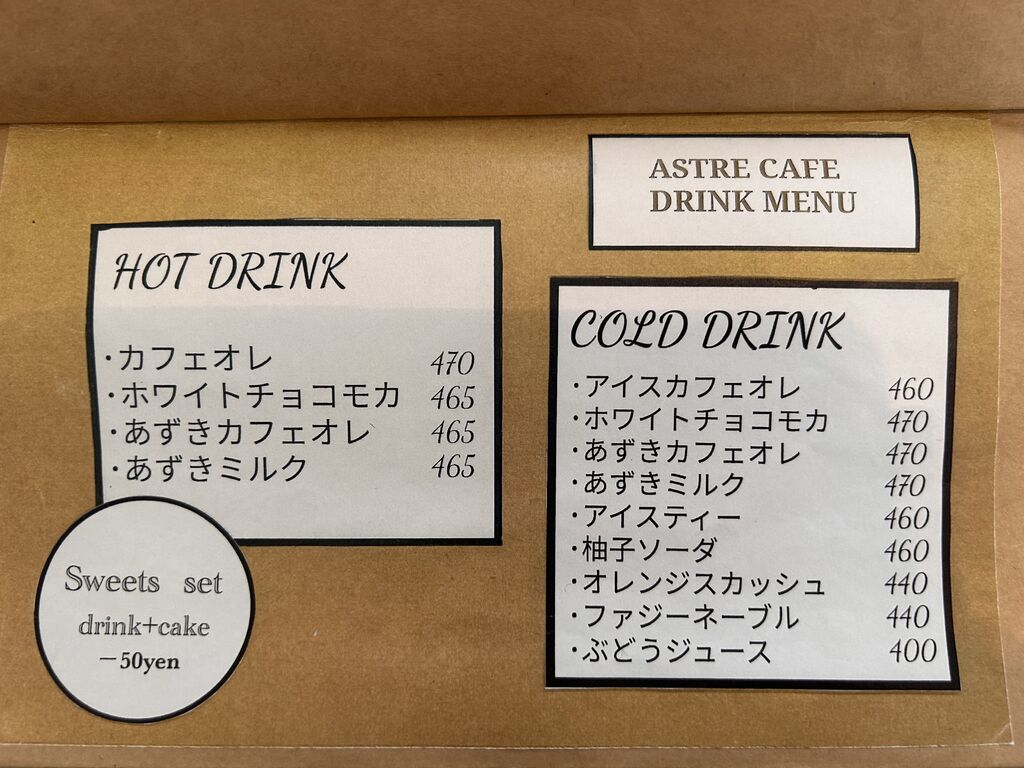 ASTRE CAFE
DRINK MENU
HOT DRINK
・カフェオレ 470
・ホワイトチョコモカ 465
・あずきカフェオレ 465
・あずきミルク 465
Sweets set
drink+cake
－50yen
COLD DRINK
・アイスカフェオレ 460
・ホワイトチョコモカ 470
・あずきカフェオレ 470
・あずきミルク 470
・アイスティー 460
・柚子ソーダ 460
・オレンジスカッシュ 440
・ファジーネーブル 440
・ぶどうジュース 400